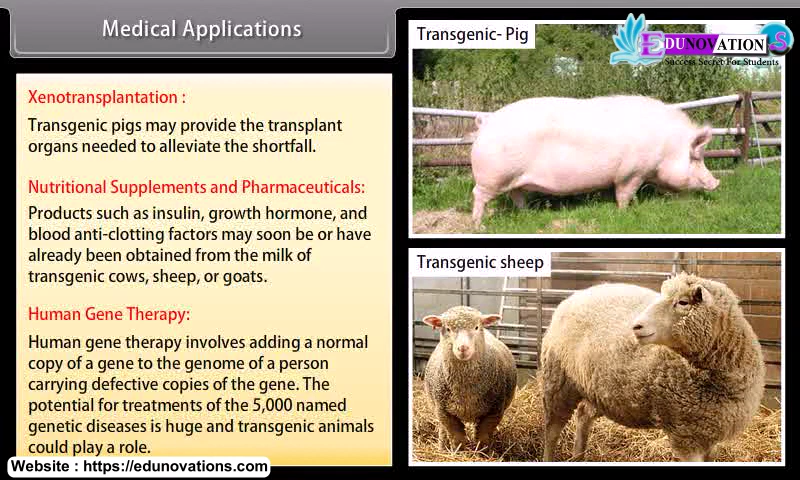 Medical Applications
Xenotransplantation :
Transgenic pigs may provide the transplant
organs needed to alleviate the shortfall.
Nutritional Supplements and Pharmaceuticals:
Products such as insulin, growth hormone, and
blood anti-clotting factors may soon be or have
already been obtained from the milk of
transgenic cows, sheep, or goats.
Human Gene Therapy:
Human gene therapy involves adding a normal
copy of a gene to the genome of a person
carrying defective copies of the gene. The
potential for treatments of the 5,000 named
genetic diseases is huge and transgenic animals
could play a role.
Website : https://edunovations.com
Transgenic- Pig
EDUNOVATIONS
Success Secret For Students
Transgenic sheep